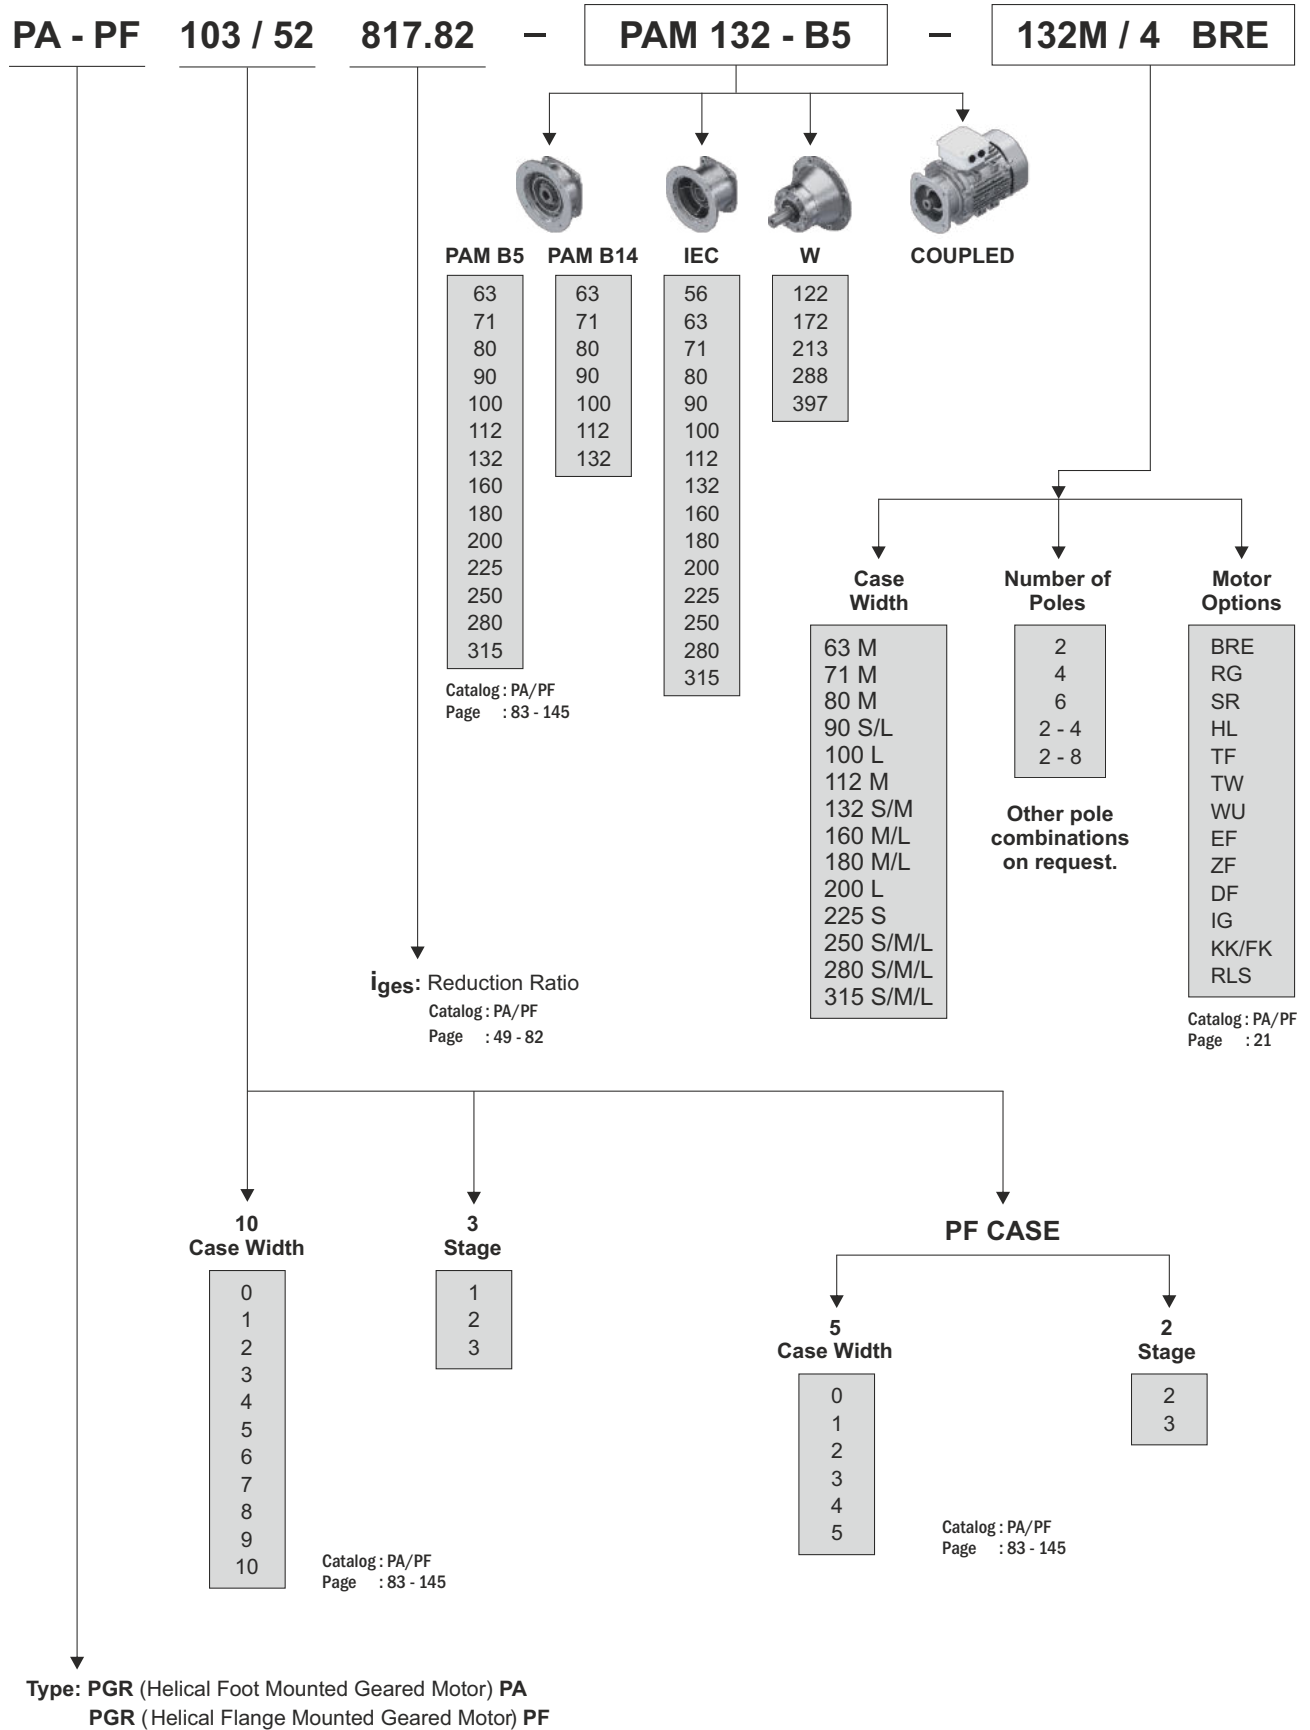 PA - PF 103 / 52 817.82 – PAM 132 - B5 – 132M / 4 BRE
PAM B5
63
71
80
90
100
112
132
160
180
200
225
250
280
315
Catalog : PA/PF
Page : 83 - 145
PAM B14
63
71
80
90
100
112
132
IEC
56
63
71
80
90
100
112
132
160
180
200
225
250
280
315
W
122
172
213
288
397
COUPLED
Case
Width
63 M
71 M
80 M
90 S/L
100 L
112 M
132 S/M
160 M/L
180 M/L
200 L
225 S
250 S/M/L
280 S/M/L
315 S/M/L
Number of
Poles
2
4
6
2 - 4
2 - 8
Other pole
combinations
on request.
Motor
Options
BRE
RG
SR
HL
TF
TW
WU
EF
ZF
DF
IG
KK/FK
RLS
Catalog : PA/PF
Page : 21
iges: Reduction Ratio
Catalog : PA/PF
Page : 49 - 82
10
Case Width
0
1
2
3
4
5
6
7
8
9
10
Catalog : PA/PF
Page : 83 - 145
3
Stage
1
2
3
PF CASE
5
Case Width
0
1
2
3
4
5
Catalog : PA/PF
Page : 83 - 145
2
Stage
2
3
Type: PGR (Helical Foot Mounted Geared Motor) PA
PGR (Helical Flange Mounted Geared Motor) PF